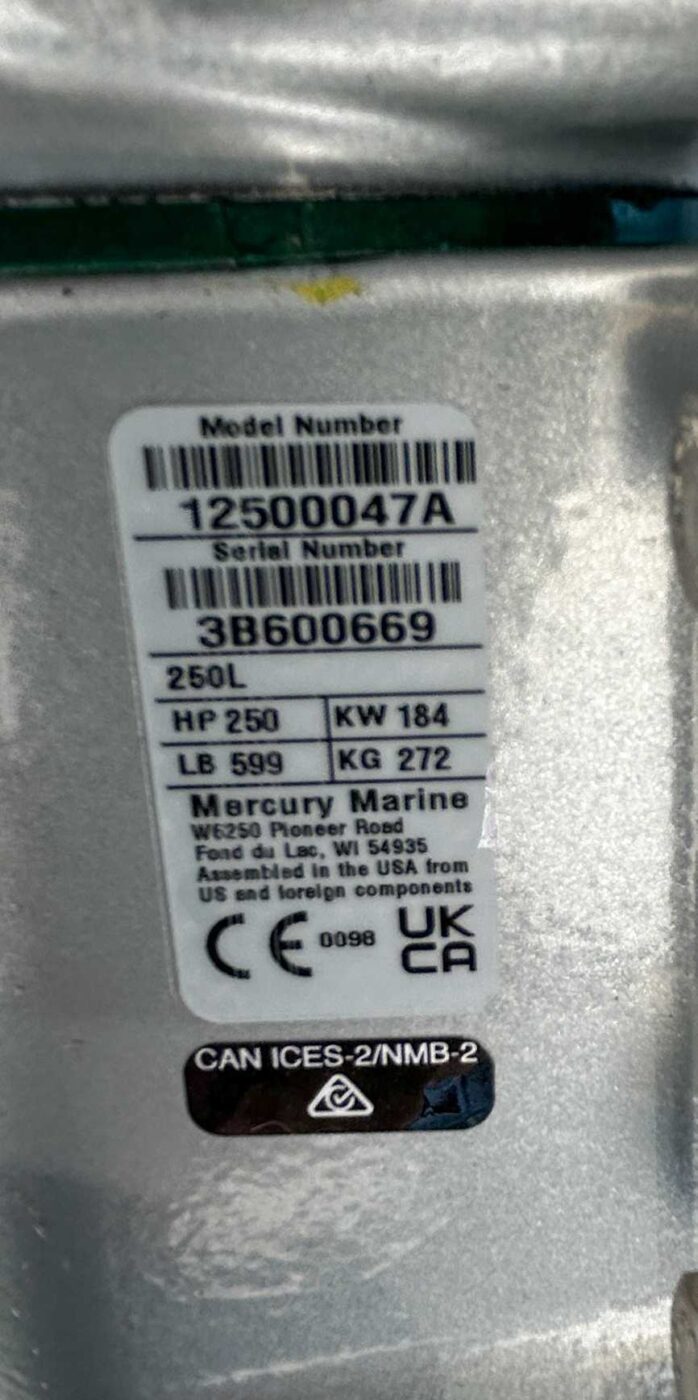 Model Number
12500047A
Serial Number
3B600669
250L
HP 250 KW 184
LB 599 KG 272
Mercury Marine
W6250 Pioneer Road
Fond du Lac, WI 54935
Assembled in the USA from
US and foreign components
CE 0098 UK
CA
CAN ICES-2/NMB-2